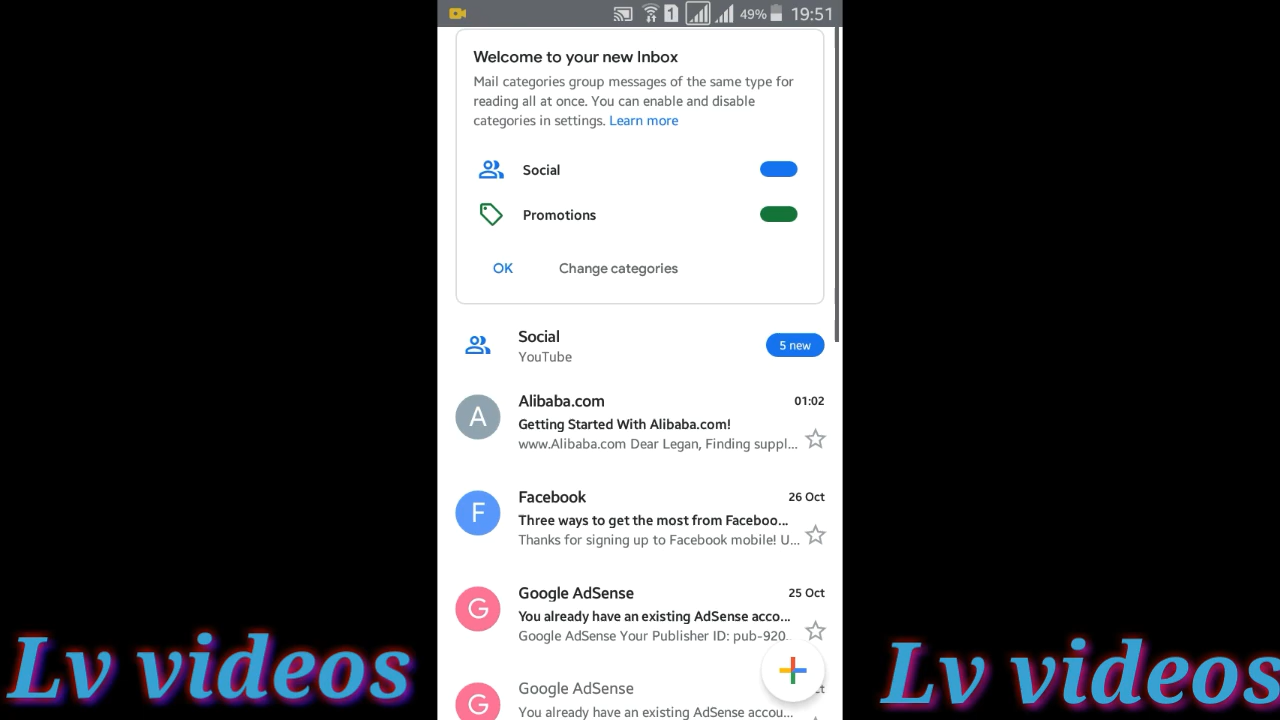 1 49% 19:51
Welcome to your new Inbox
Mail categories group messages of the same type for
reading all at once. You can enable and disable
categories in settings. Learn more
Social
Promotions
OK Change categories
Social
YouTube
5 new
A
Alibaba.com 01:02
Getting Started With Alibaba.com!
www.Alibaba.com Dear Legan, Finding suppl...
F
Facebook 26 Oct
Three ways to get the most from Faceboo...
Thanks for signing up to Facebook mobile! U...
G
Google AdSense 25 Oct
You already have an existing AdSense acco...
Google AdSense Your Publisher ID: pub-920
G
Google AdSense
You already have an existing AdSense accou...
Lv videos
Lv videos